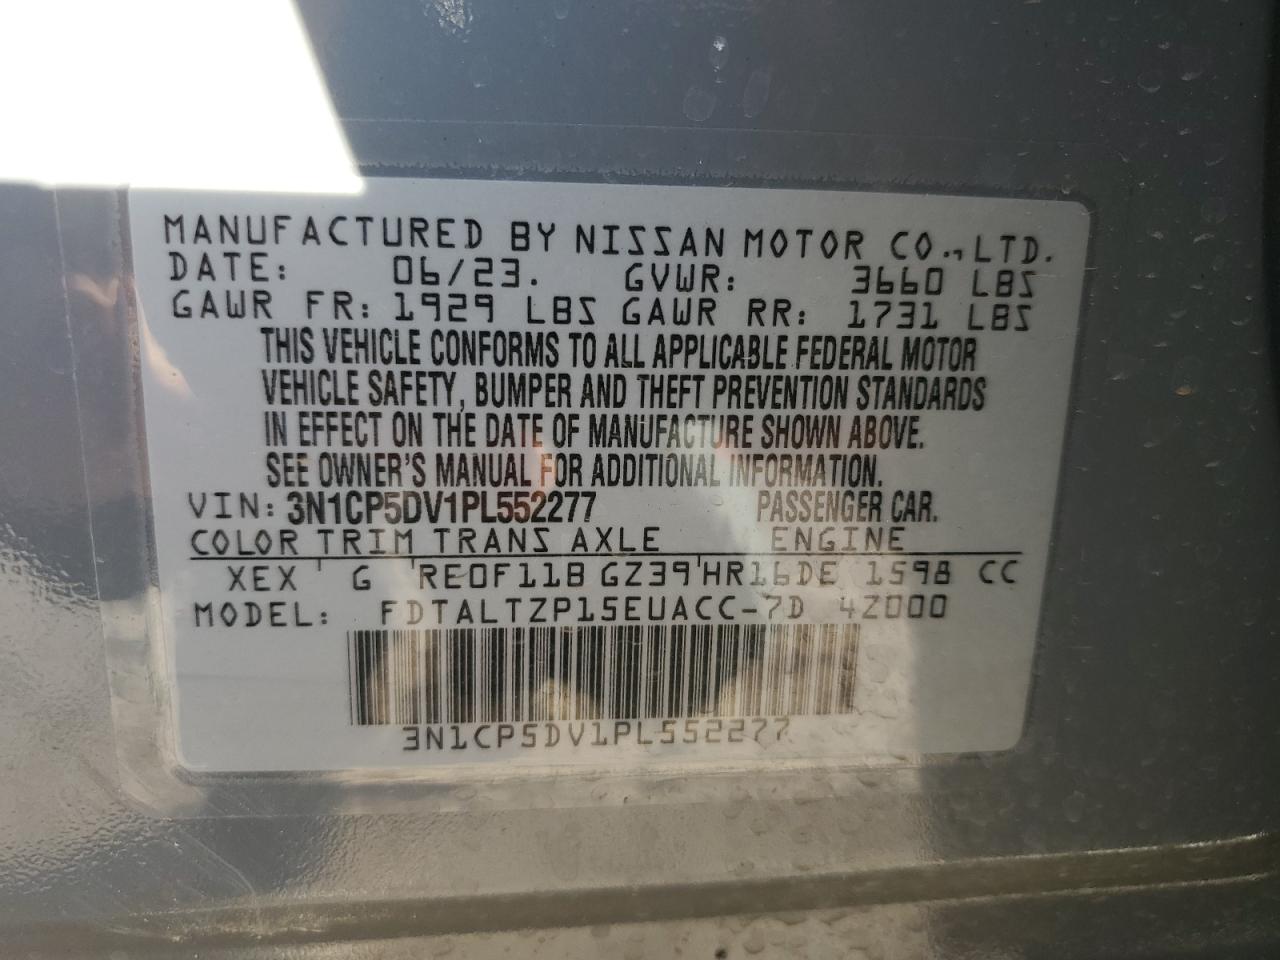 MANUFACTURED BY NISSAN MOTOR CO., LTD.
DATE: 06/23. GVWR: 3660 LBS
GAWR FR: 1929 LBS GAWR RR: 1731 LBS
THIS VEHICLE CONFORMS TO ALL APPLICABLE FEDERAL MOTOR
VEHICLE SAFETY, BUMPER AND THEFT PREVENTION STANDARDS
IN EFFECT ON THE DATE OF MANUFACTURE SHOWN ABOVE.
SEE OWNER'S MANUAL FOR ADDITIONAL INFORMATION.
VIN: 3N1CP5DV1PL552277 PASSENGER CAR.
COLOR TRIM TRANS AXLE ENGINE
XEX ' G 'RE0F11B GZ39'HR16DE 1598 CC
MODEL: FDTALTZP15EUACC-7D 4Z000
3N1CP5DV1PL552277